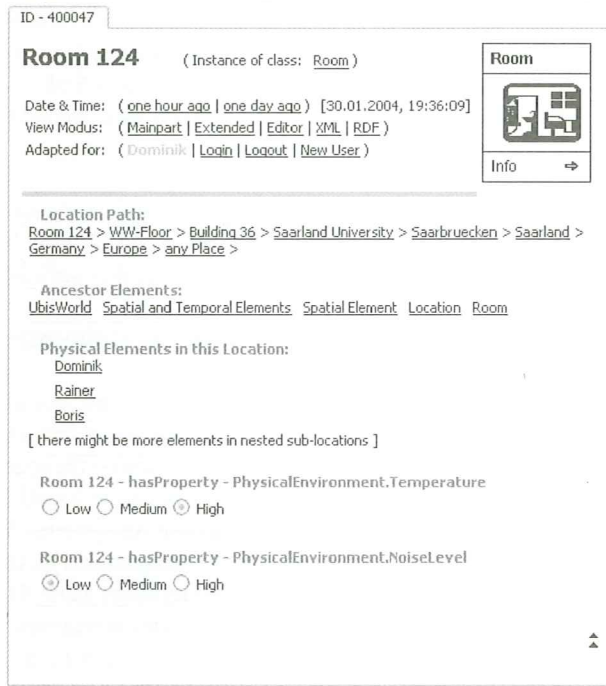 ID - 400047
Room 124 ( Instance of class: Room )
Room
Date & Time: ( one hour ago | one day ago ) [30.01.2004, 19:36:09]
View Modus: ( Mainpart | Extended | Editor | XML | RDF )
Adapted for: ( Dominik | Login | Logout | New User )
Info ⇨
Location Path:
Room 124 > WW-Floor > Building 36 > Saarland University > Saarbruecken > Saarland >
Germany > Europe > any Place >
Ancestor Elements:
UbisWorld Spatial and Temporal Elements Spatial Element Location Room
Physical Elements in this Location:
Dominik
Rainer
Boris
[ there might be more elements in nested sub-locations ]
Room 124 - hasProperty - PhysicalEnvironment.Temperature
Low Medium High
Room 124 - hasProperty - PhysicalEnvironment.NoiseLevel
Low Medium High